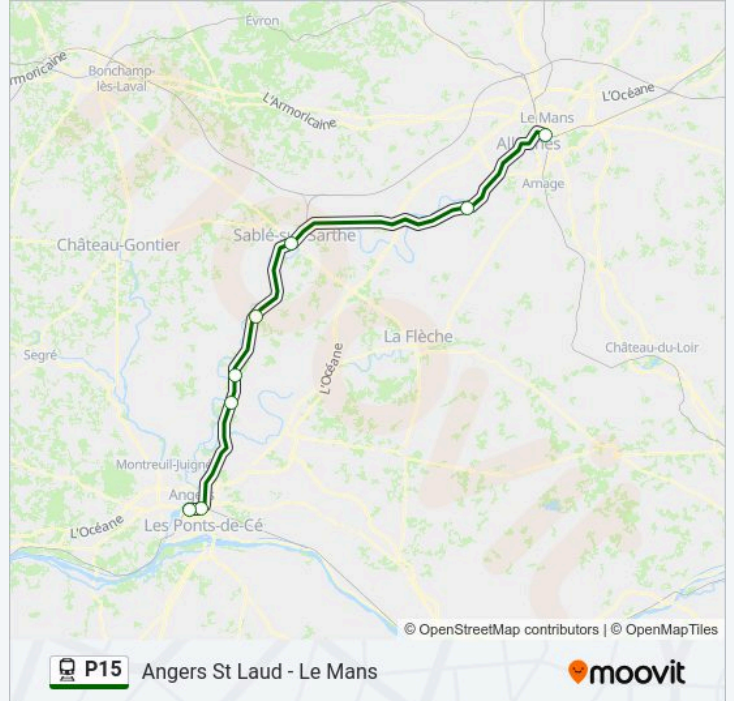 Évron
Armoricaine
Bonchamp-
lès-Laval
L'Armoricaine
L'Océane
Le Mans
Allonnes
Arnage
Château-Gontier
Sablé-sur-Sarthe
La Flèche
Segré
L'Océane
Château-du-Loir
Montreuil-Juigné
Angers
L'Océane
Les Ponts-de-Cé
© OpenStreetMap contributors | © OpenMapTiles
P15 Angers St Laud - Le Mans
moovit